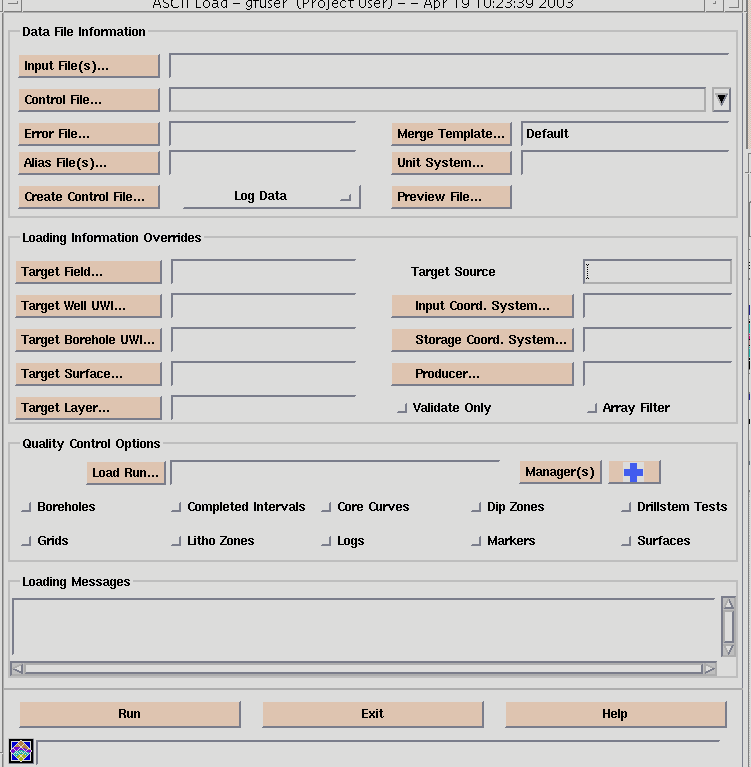 ASCII Load - gfuser (Project User) - - Apr 19 10:23:39 2003
Data File Information
Input File(s)...
Control File...
Error File... Merge Template... Default
Alias File(s)... Unit System...
Create Control File... Log Data Preview File...
Loading Information Overrides
Target Field... Target Source
Target Well UWI... Input Coord. System...
Target Borehole UWI... Storage Coord. System...
Target Surface... Producer...
Target Layer... Validate Only Array Filter
Quality Control Options
Load Run... Manager(s)
Boreholes Completed Intervals Core Curves Dip Zones Drillstem Tests
Grids Litho Zones Logs Markers Surfaces
Loading Messages
Run Exit Help